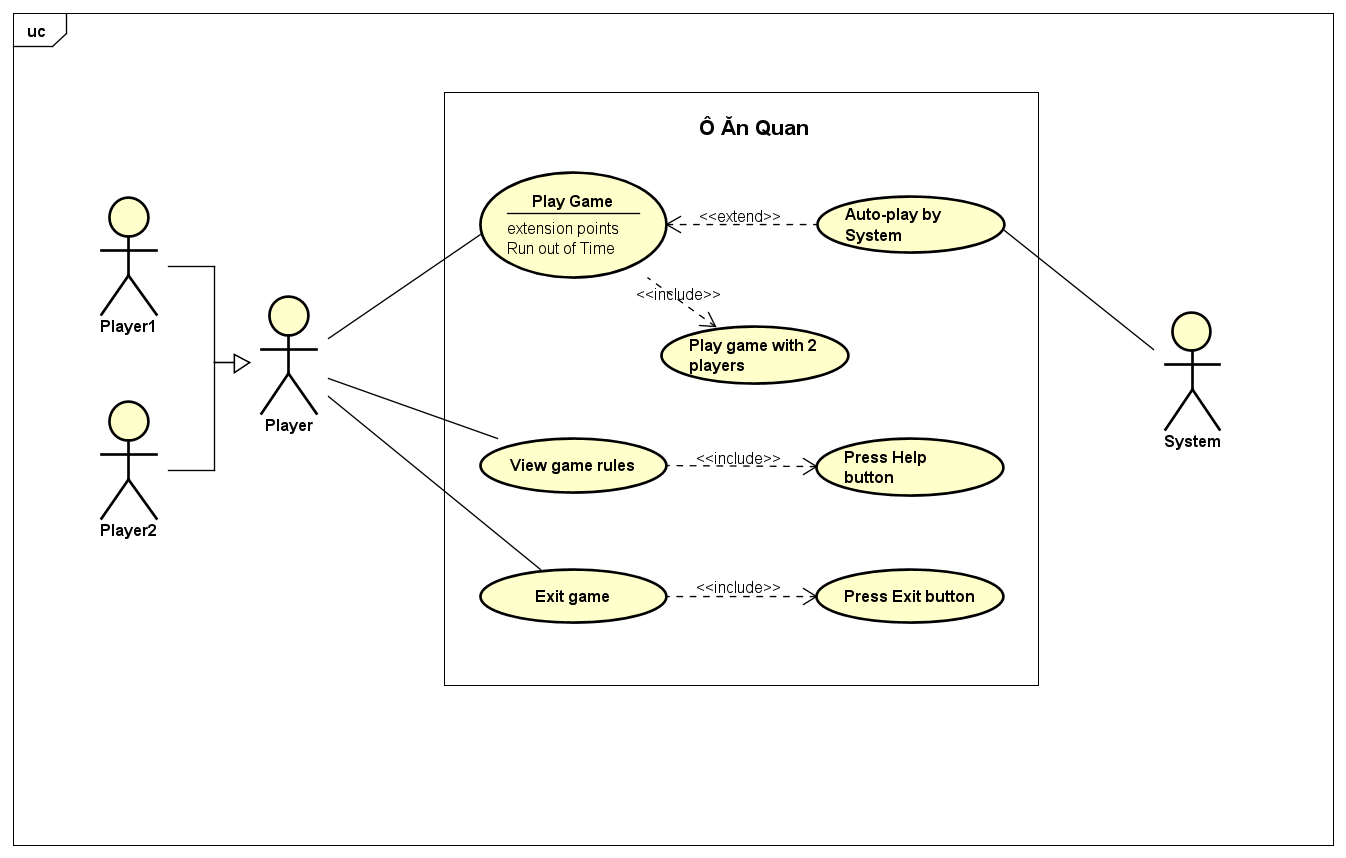 uc
Ô Ăn Quan
Play Game
extension points
Run out of Time
<<extend>>
Auto-play by
System
<<include>>
Play game with 2
players
Player1
Player
Player2
System
View game rules
<<include>>
Press Help
button
Exit game
<<include>>
Press Exit button